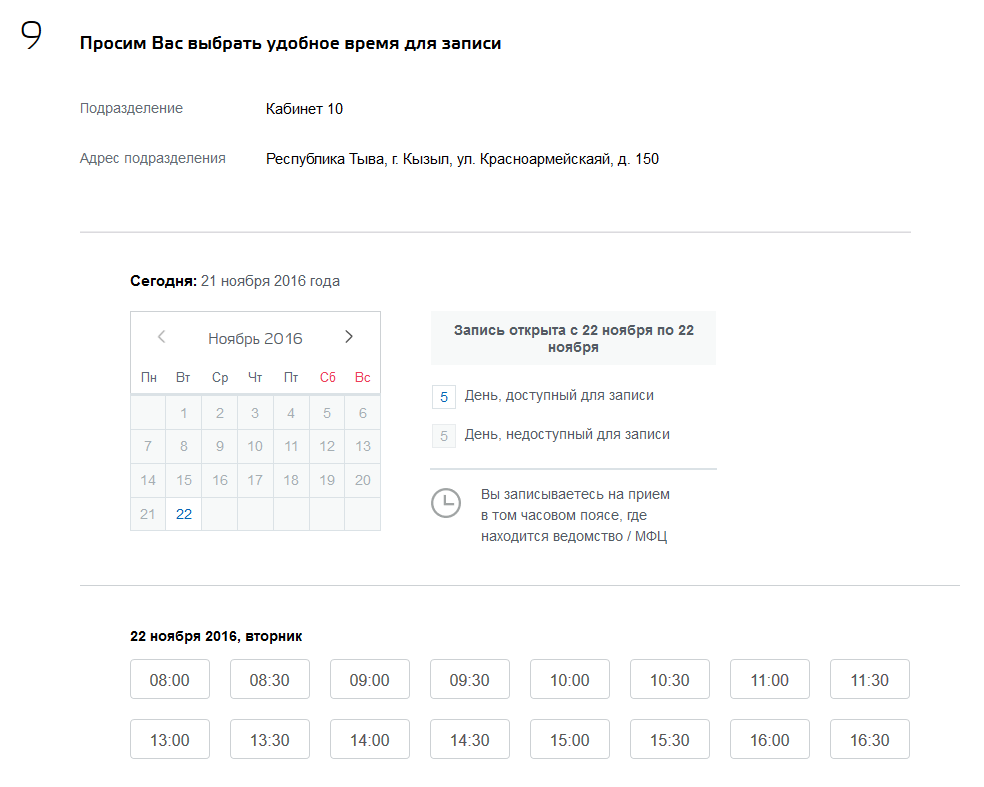 9
Просим Вас выбрать удобное время для записи
Подразделение Кабинет 10
Адрес подразделения Республика Тыва, г. Кызыл, ул. Красноармейскаяй, д. 150
Сегодня: 21 ноября 2016 года
Ноябрь 2016
Пн Вт Ср Чт Пт Сб Вс
1 2 3 4 5 6
7 8 9 10 11 12 13
14 15 16 17 18 19 20
21 22
Запись открыта с 22 ноября по 22
ноября
5 День, доступный для записи
5 День, недоступный для записи
Вы записываетесь на прием
в том часовом поясе, где
находится ведомство / МФЦ
22 ноября 2016, вторник
08:00 08:30 09:00 09:30 10:00 10:30 11:00 11:30
13:00 13:30 14:00 14:30 15:00 15:30 16:00 16:30